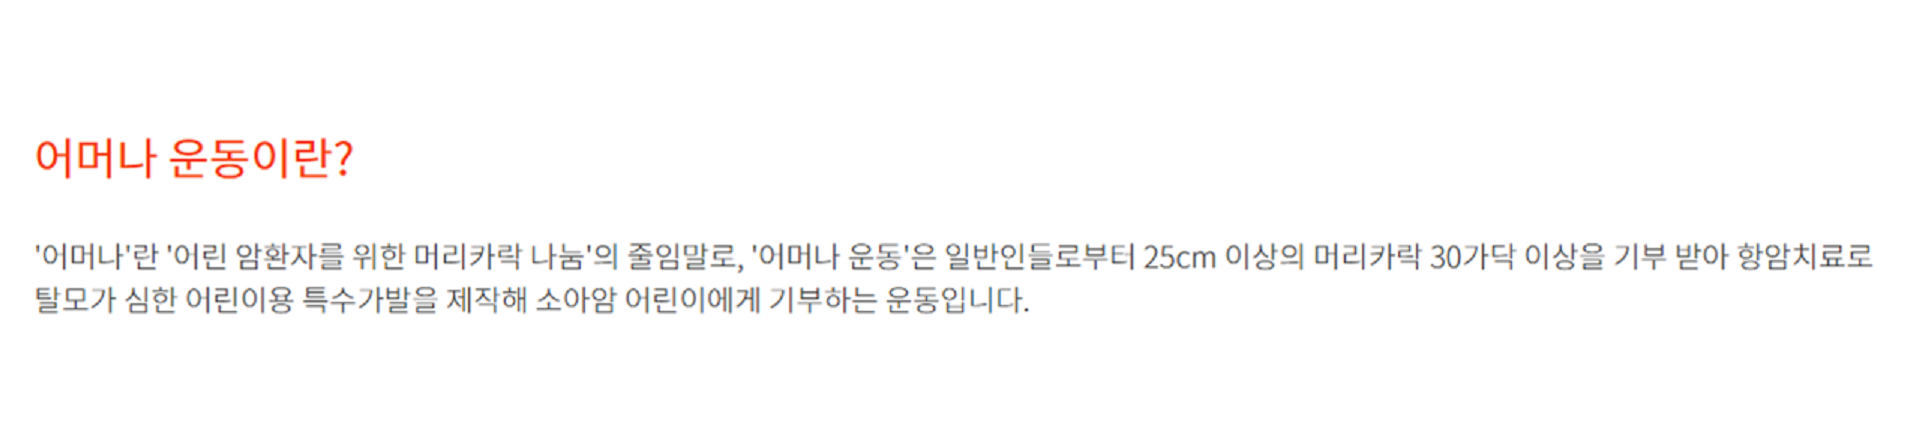 어머나 운동이란?
'어머나'란 '어린 암환자를 위한 머리카락 나눔'의 줄임말로, '어머나 운동'은 일반인들로부터 25cm 이상의 머리카락 30가닥 이상을 기부 받아 항암치료로
탈모가 심한 어린이용 특수가발을 제작해 소아암 어린이에게 기부하는 운동입니다.